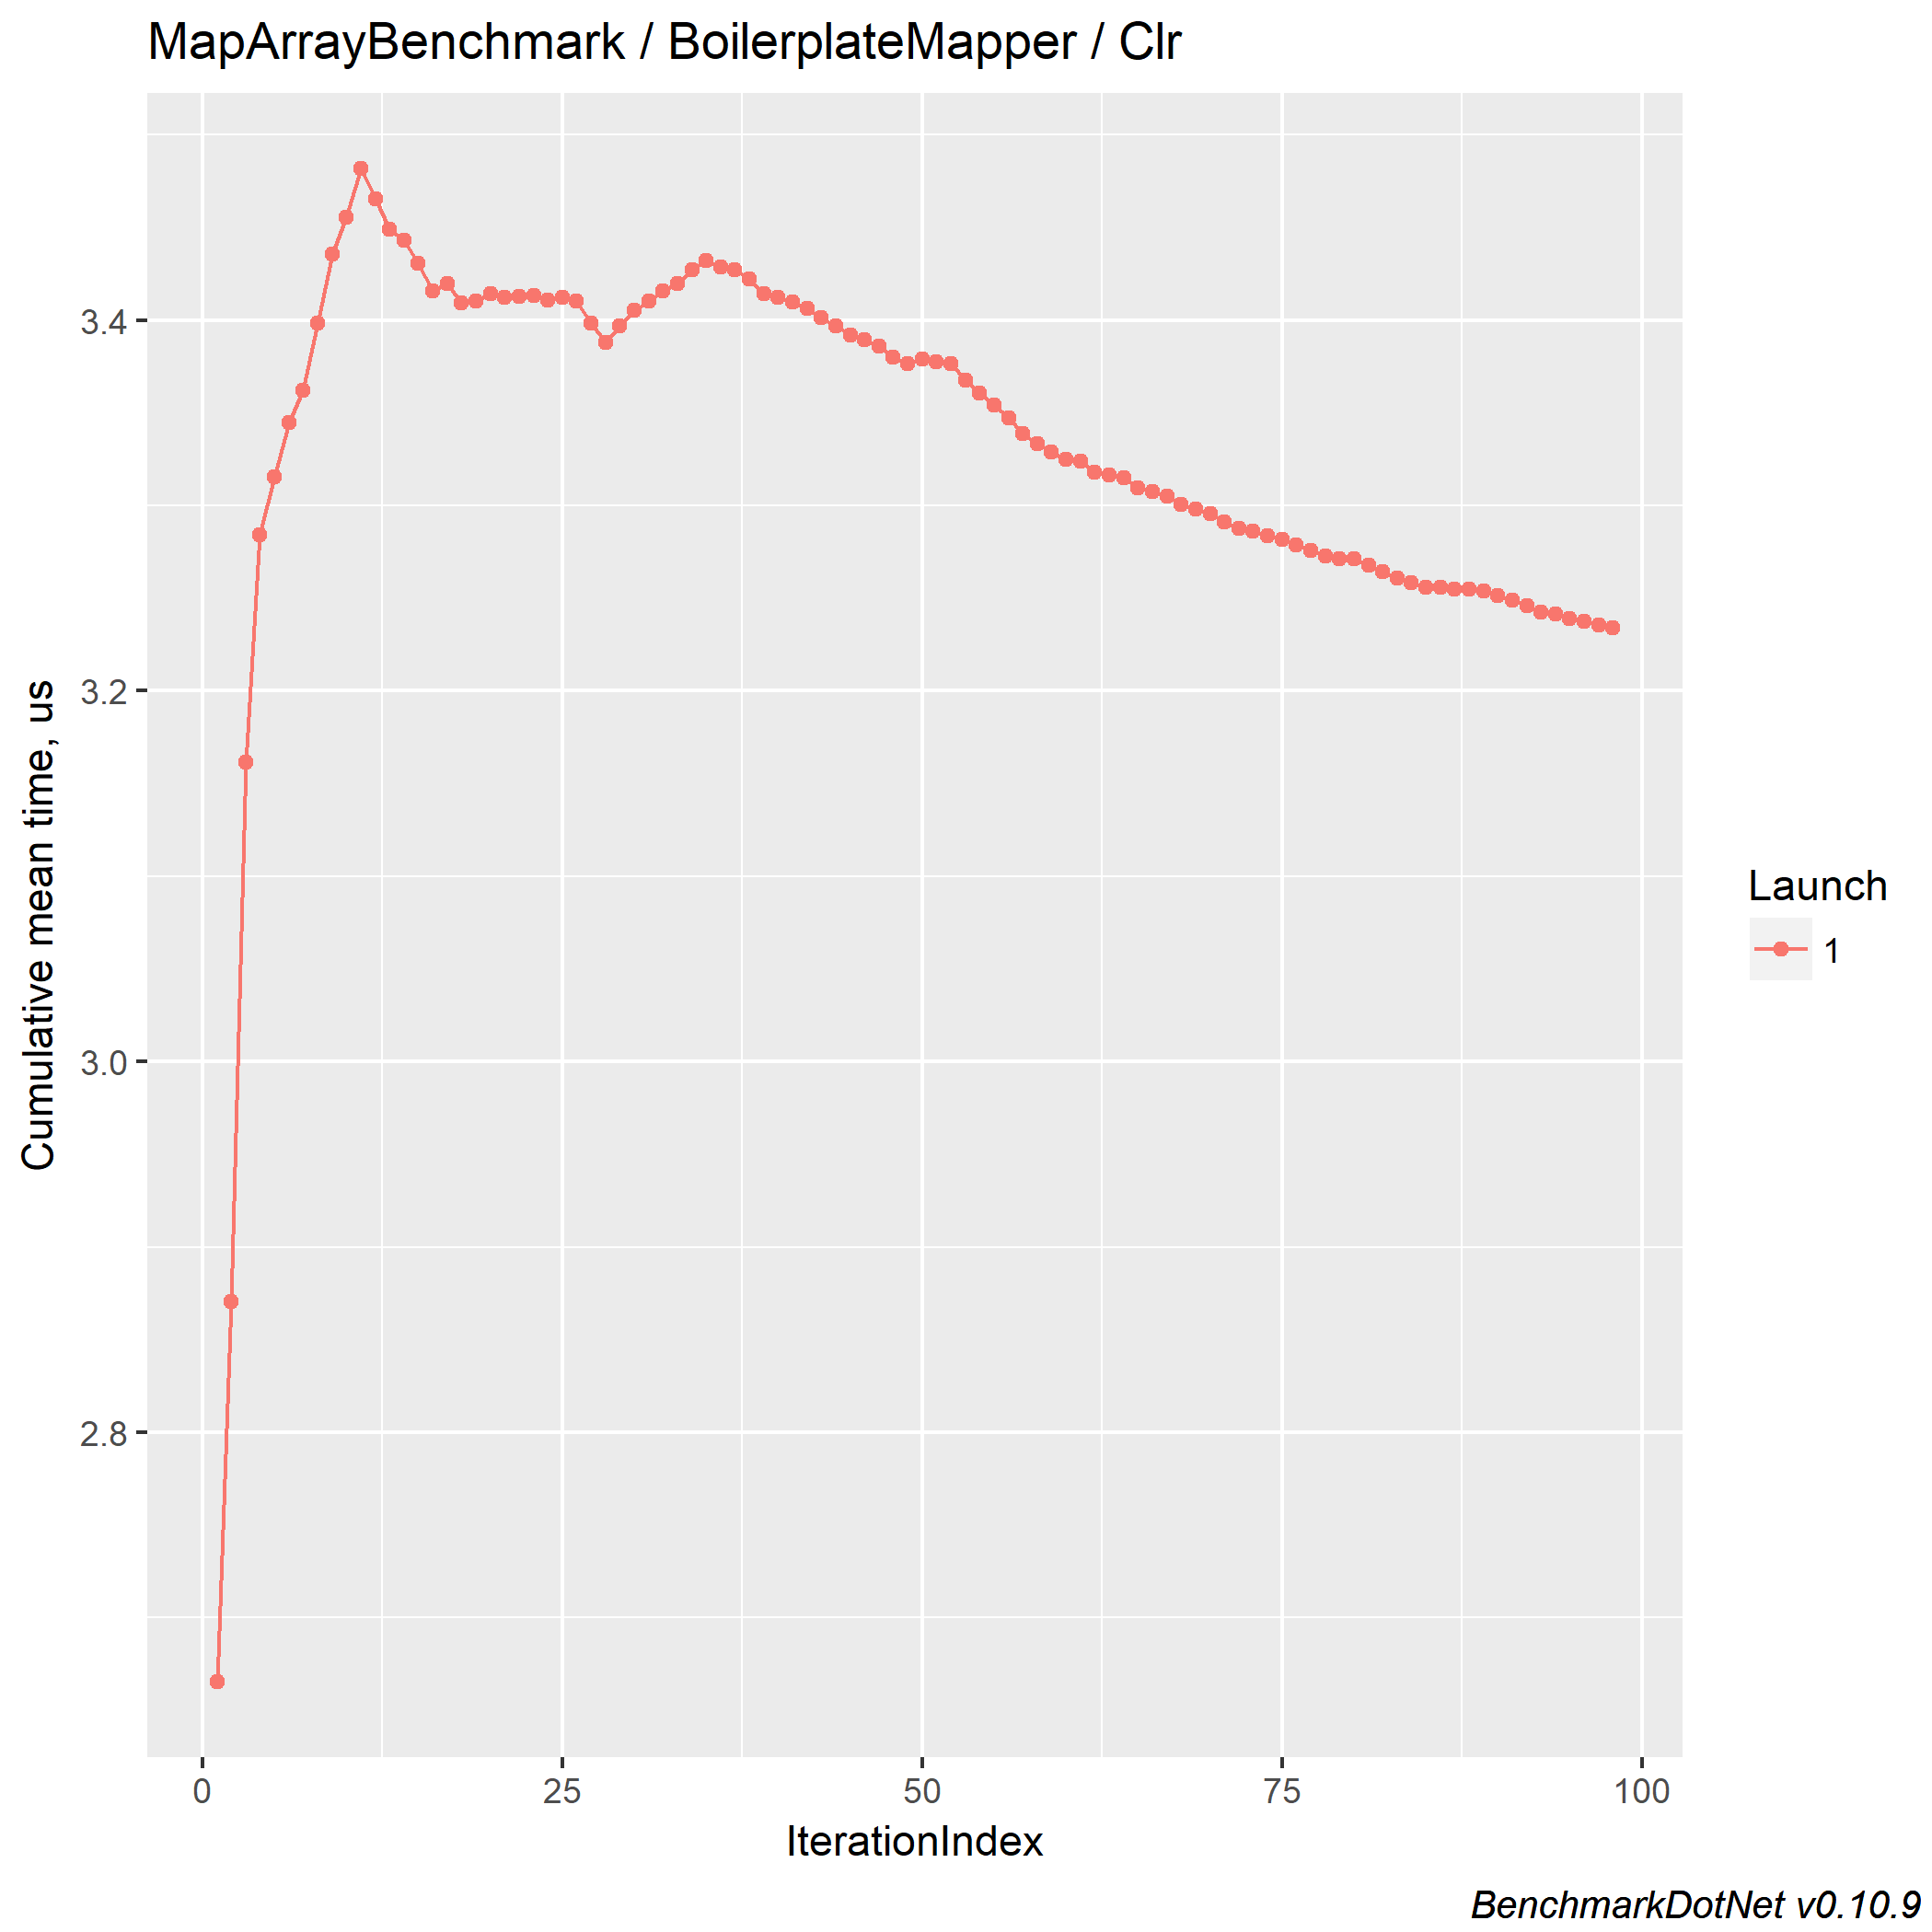 MapArrayBenchmark / BoilerplateMapper / Clr
Cumulative mean time, us
3.4
3.2
3.0
2.8
0 25 50 75 100
IterationIndex
Launch
1
BenchmarkDotNet v0.10.9